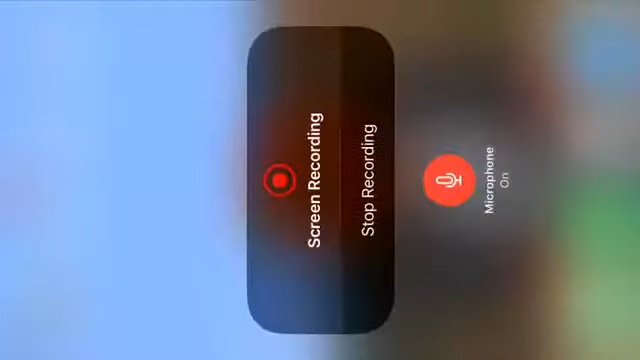 Screen Recording
Stop Recording
Microphone
On